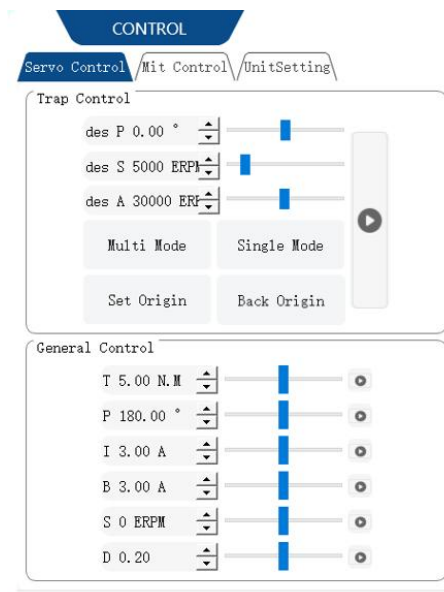 CONTROL
Servo Control Mit Control UnitSetting
Trap Control
des P 0.00 °
des S 5000 ERPM
des A 30000 ERF
Multi Mode Single Mode
Set Origin Back Origin
General Control
T 5.00 N.M
P 180.00 °
I 3.00 A
B 3.00 A
S 0 ERPM
D 0.20